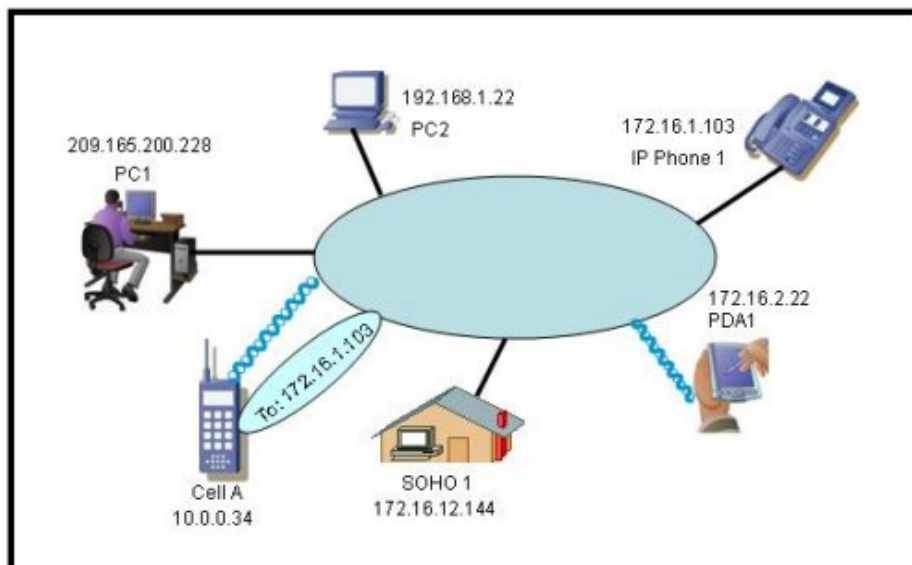 192.168.1.22
PC2
172.16.1.103
IP Phone 1
209.165.200.228
PC1
172.16.2.22
PDA1
To: 172.16.1.103
Cell A
10.0.0.34
SOHO 1
172.16.12.144